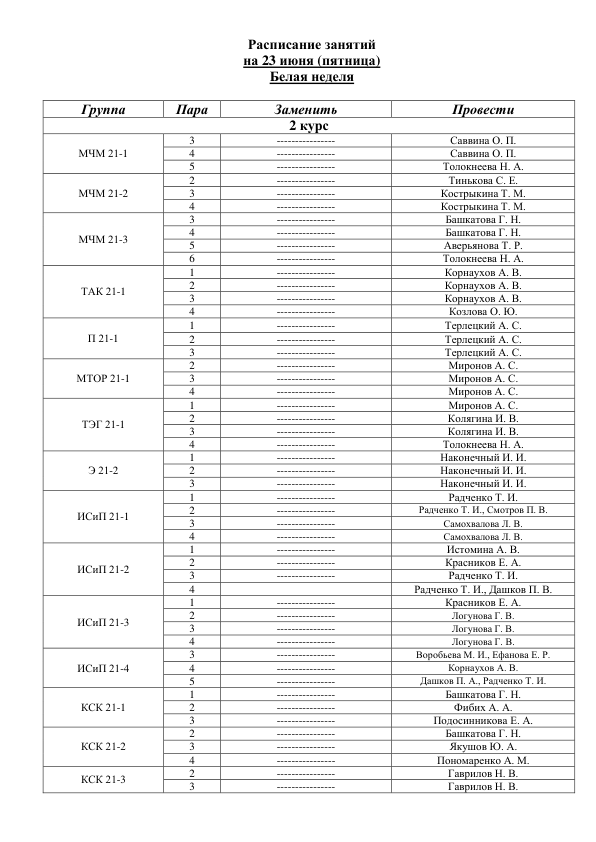 Расписание занятий
на 23 июня (пятница)
Белая неделя
Группа Пара Заменить Провести
2 курс
МЧМ 21-1
3 ---------------- Саввина О. П.
4 ---------------- Саввина О. П.
5 ---------------- Толокнеева Н. А.
МЧМ 21-2
2 ---------------- Тинькова С. Е.
3 ---------------- Кострыкина Т. М.
4 ---------------- Кострыкина Т. М.
МЧМ 21-3
3 ---------------- Башкатова Г. Н.
4 ---------------- Башкатова Г. Н.
5 ---------------- Аверьянова Т. Р.
6 ---------------- Толокнеева Н. А.
ТАК 21-1
1 ---------------- Корнаухов А. В.
2 ---------------- Корнаухов А. В.
3 ---------------- Корнаухов А. В.
4 ---------------- Козлова О. Ю.
П 21-1
1 ---------------- Терлецкий А. С.
2 ---------------- Терлецкий А. С.
3 ---------------- Терлецкий А. С.
МТОР 21-1
2 ---------------- Миронов А. С.
3 ---------------- Миронов А. С.
4 ---------------- Миронов А. С.
ТЭГ 21-1
1 ---------------- Миронов А. С.
2 ---------------- Колягина И. В.
3 ---------------- Колягина И. В.
4 ---------------- Толокнеева Н. А.
Э 21-2
1 ---------------- Наконечный И. И.
2 ---------------- Наконечный И. И.
3 ---------------- Наконечный И. И.
ИСиП 21-1
1 ---------------- Радченко Т. И.
2 ---------------- Радченко Т. И., Смотров П. В.
3 ---------------- Самохвалова Л. В.
4 ---------------- Самохвалова Л. В.
ИСиП 21-2
1 ---------------- Истомина А. В.
2 ---------------- Красников Е. А.
3 ---------------- Радченко Т. И.
4 Радченко Т. И., Дашков П. В.
ИСиП 21-3
1 ---------------- Красников Е. А.
2 ---------------- Логунова Г. В.
3 ---------------- Логунова Г. В.
4 ---------------- Логунова Г. В.
ИСиП 21-4
3 ---------------- Воробьева М. И., Ефанова Е. Р.
4 ---------------- Корнаухов А. В.
5 ---------------- Дашков П. А., Радченко Т. И.
КСК 21-1
1 ---------------- Башкатова Г. Н.
2 ---------------- Фибих А. А.
3 ---------------- Подосинникова Е. А.
КСК 21-2
2 ---------------- Башкатова Г. Н.
3 ---------------- Якушов Ю. А.
4 ---------------- Пономаренко А. М.
КСК 21-3
2 ---------------- Гаврилов Н. В.
3 ---------------- Гаврилов Н. В.